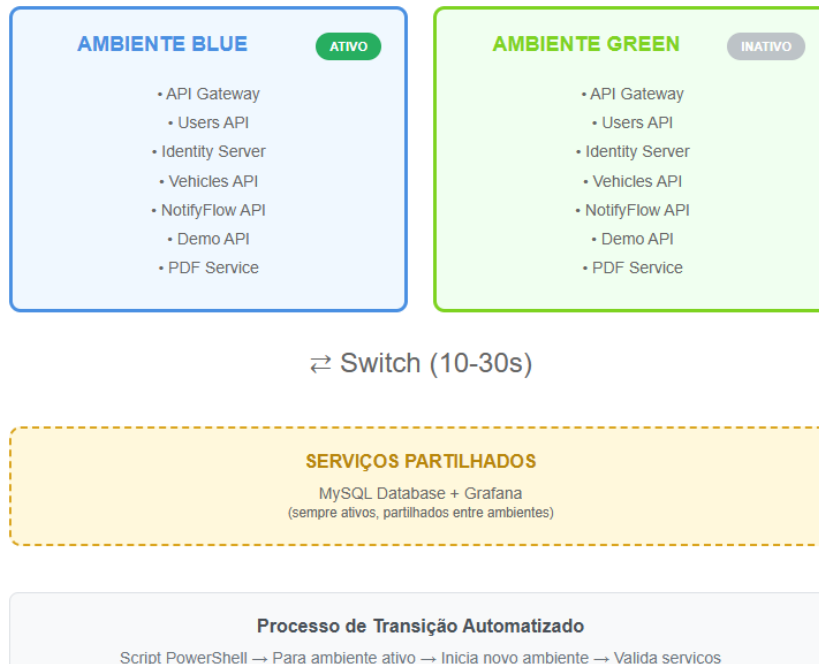 AMBIENTE BLUE
ATIVO
• API Gateway
• Users API
• Identity Server
• Vehicles API
• NotifyFlow API
• Demo API
• PDF Service
AMBIENTE GREEN
INATIVO
• API Gateway
• Users API
• Identity Server
• Vehicles API
• NotifyFlow API
• Demo API
• PDF Service
⇄ Switch (10-30s)
SERVIÇOS PARTILHADOS
MySQL Database + Grafana
(sempre ativos, partilhados entre ambientes)
Processo de Transição Automatizado
Script PowerShell → Para ambiente ativo → Inicia novo ambiente → Valida serviços